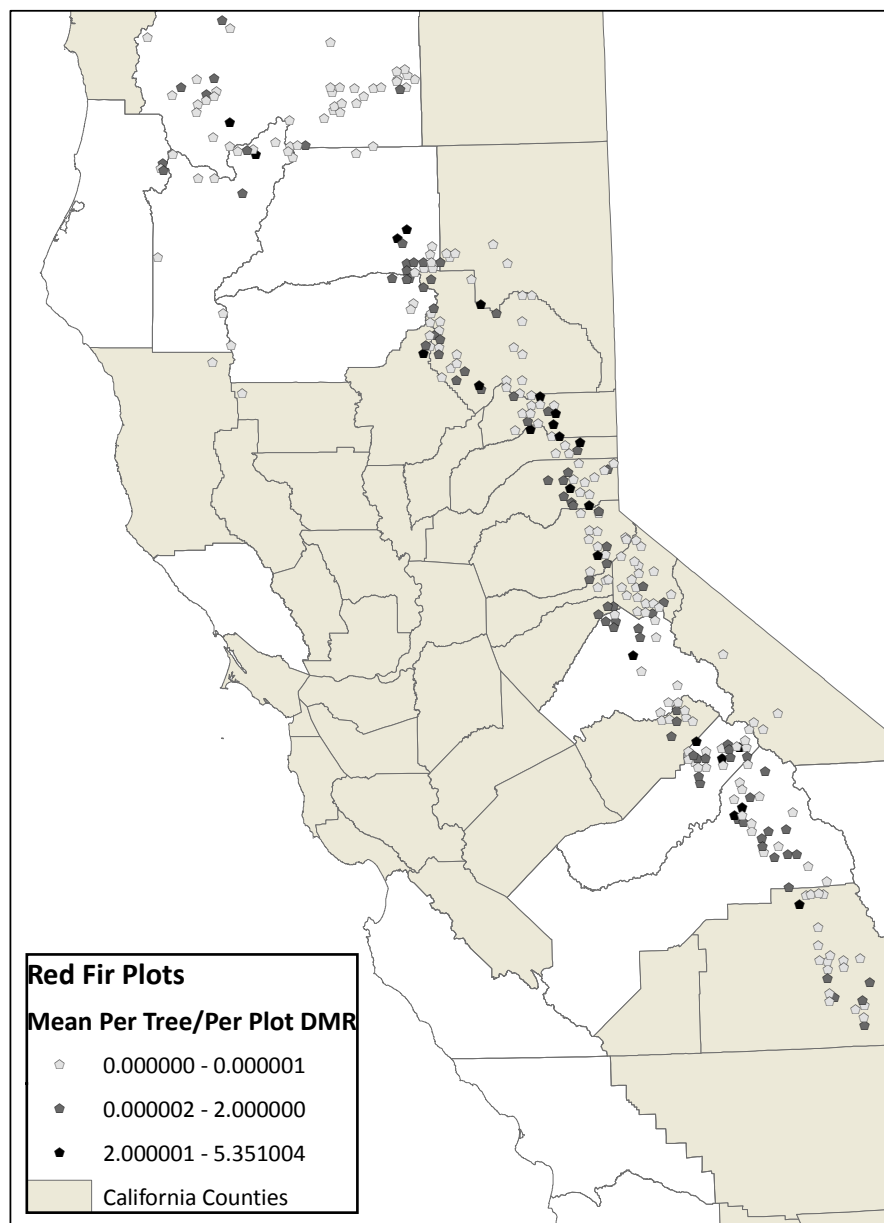 Red Fir Plots
Mean Per Tree/Per Plot DMR
0.000000 - 0.000001
0.000002 - 2.000000
2.000001 - 5.351004
California Counties